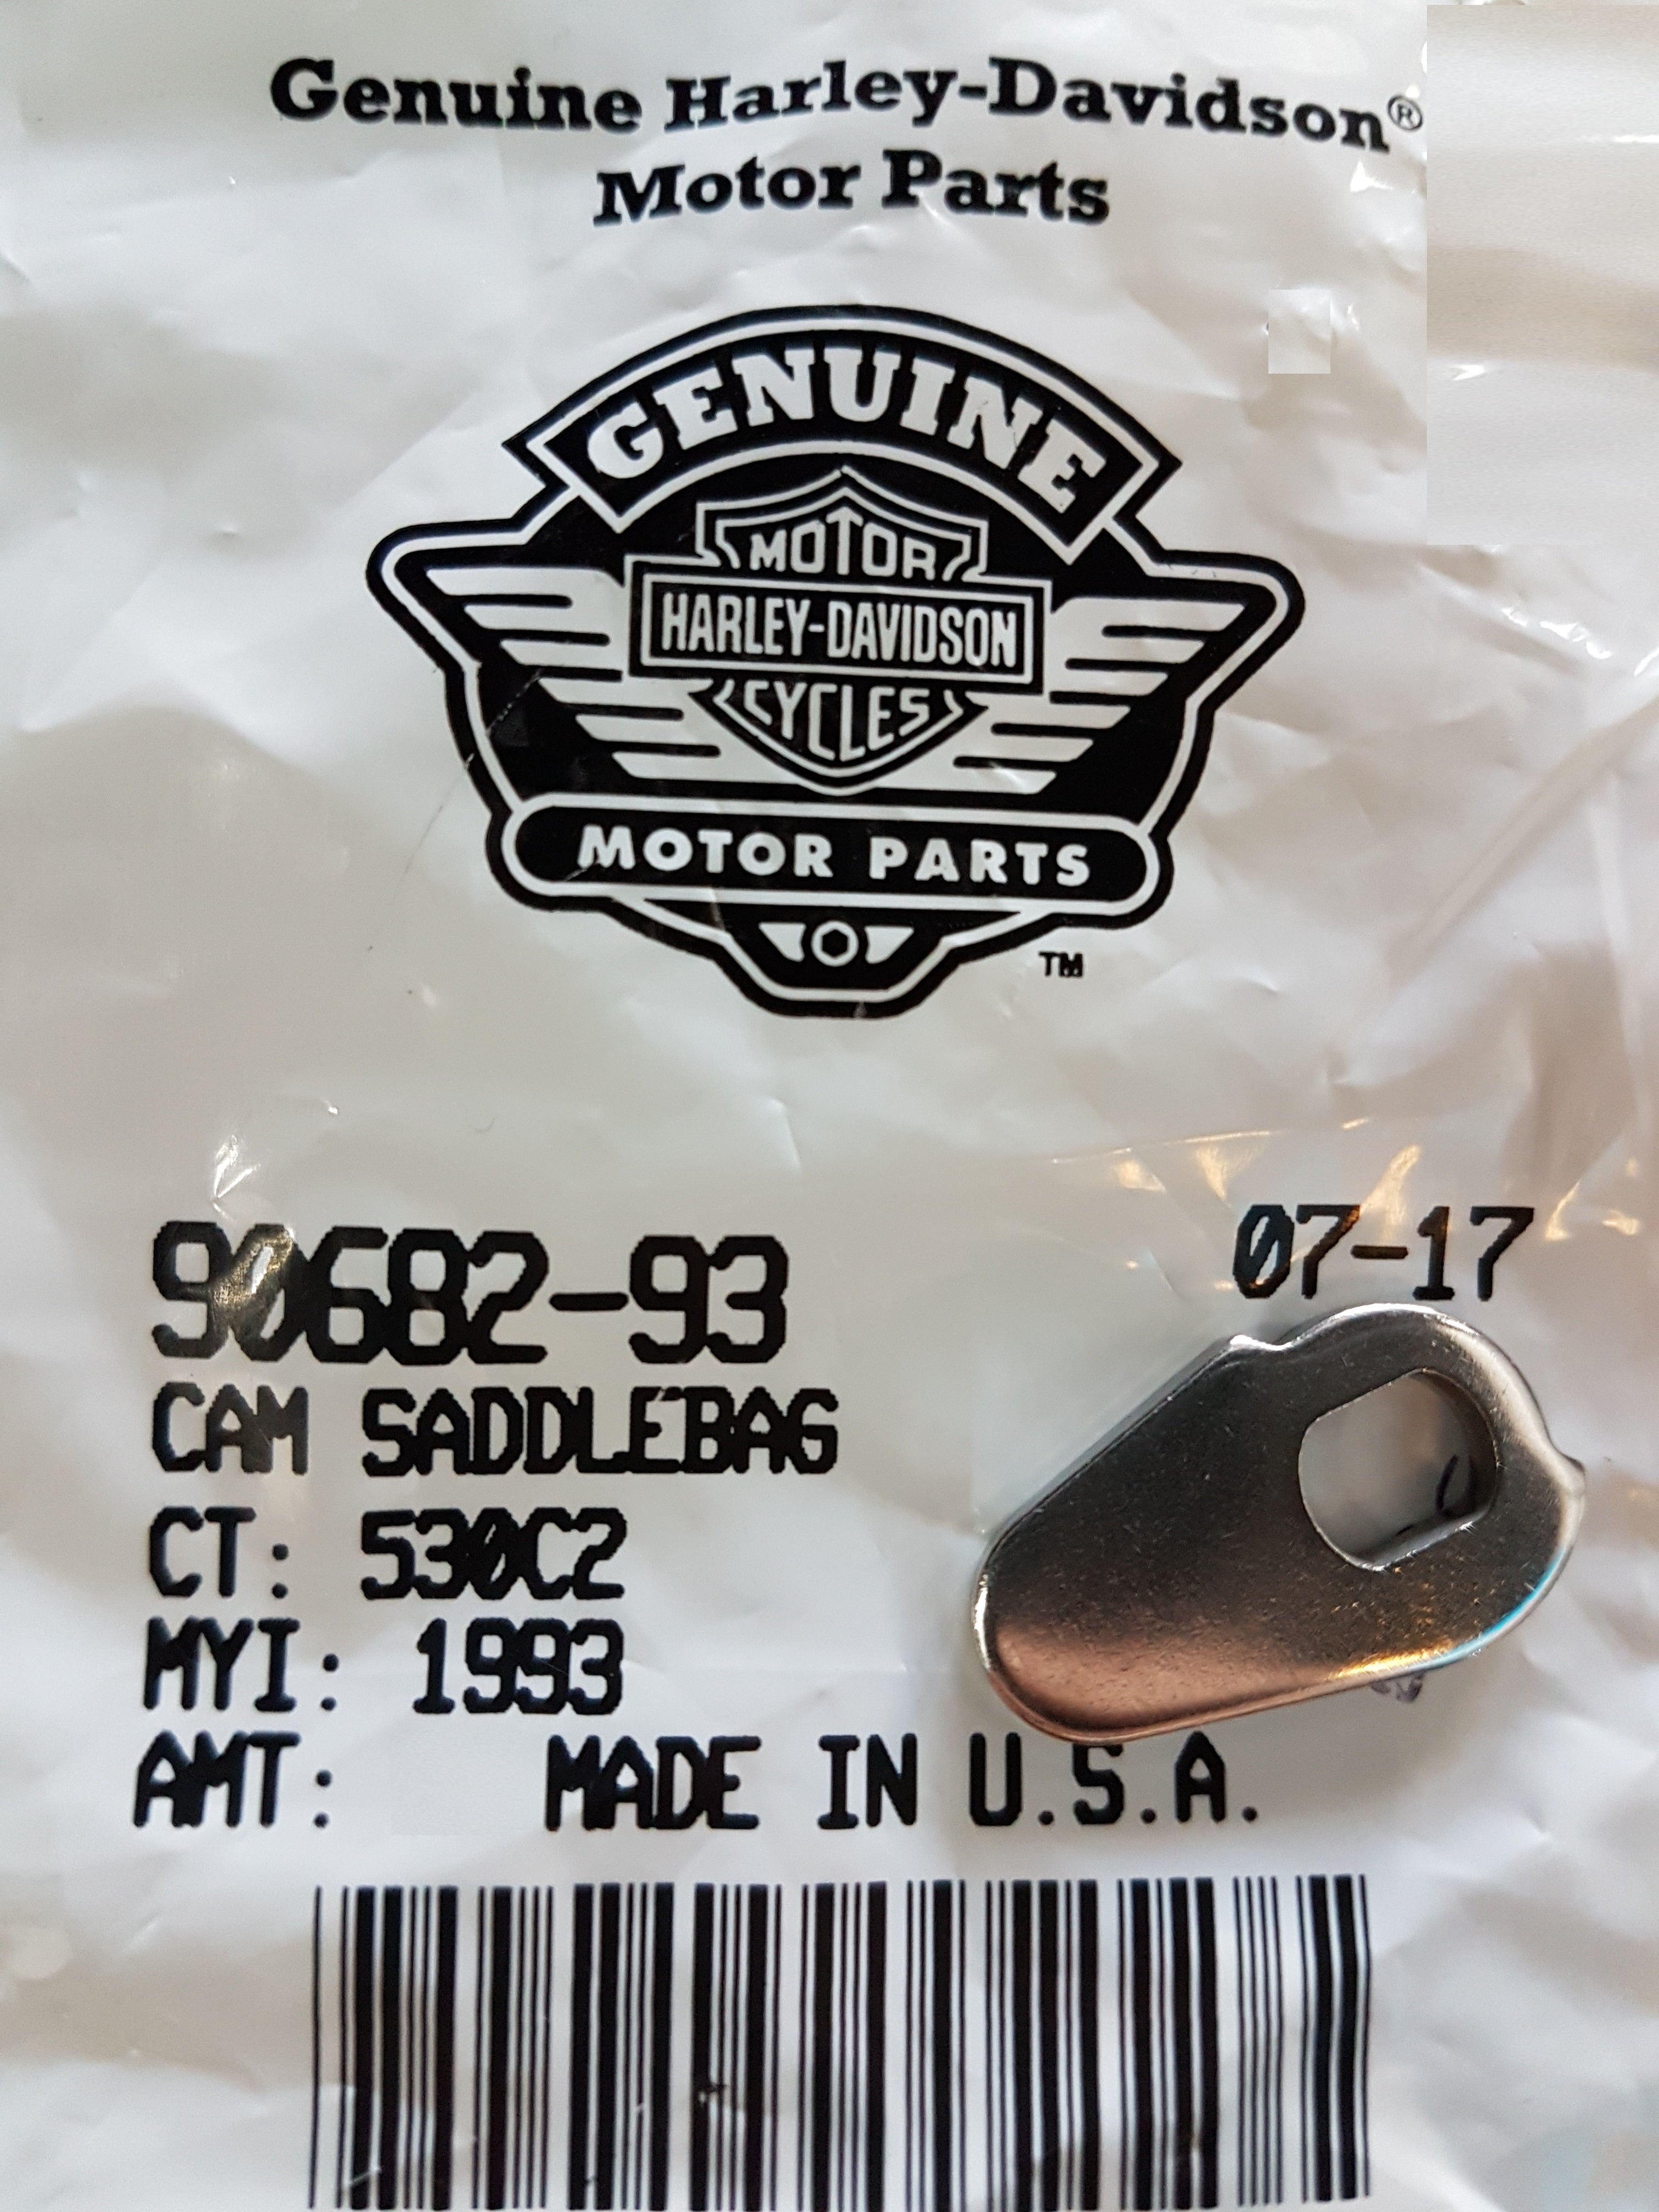 Genuine Harley-Davidson®
Motor Parts
GENUINE
MOTOR
HARLEY-DAVIDSON
CYCLES
MOTOR PARTS
TM
90682-93 07-17
CAM SADDLEBAG
CT: 530C2
MYI: 1993
AMT: MADE IN U.S.A.